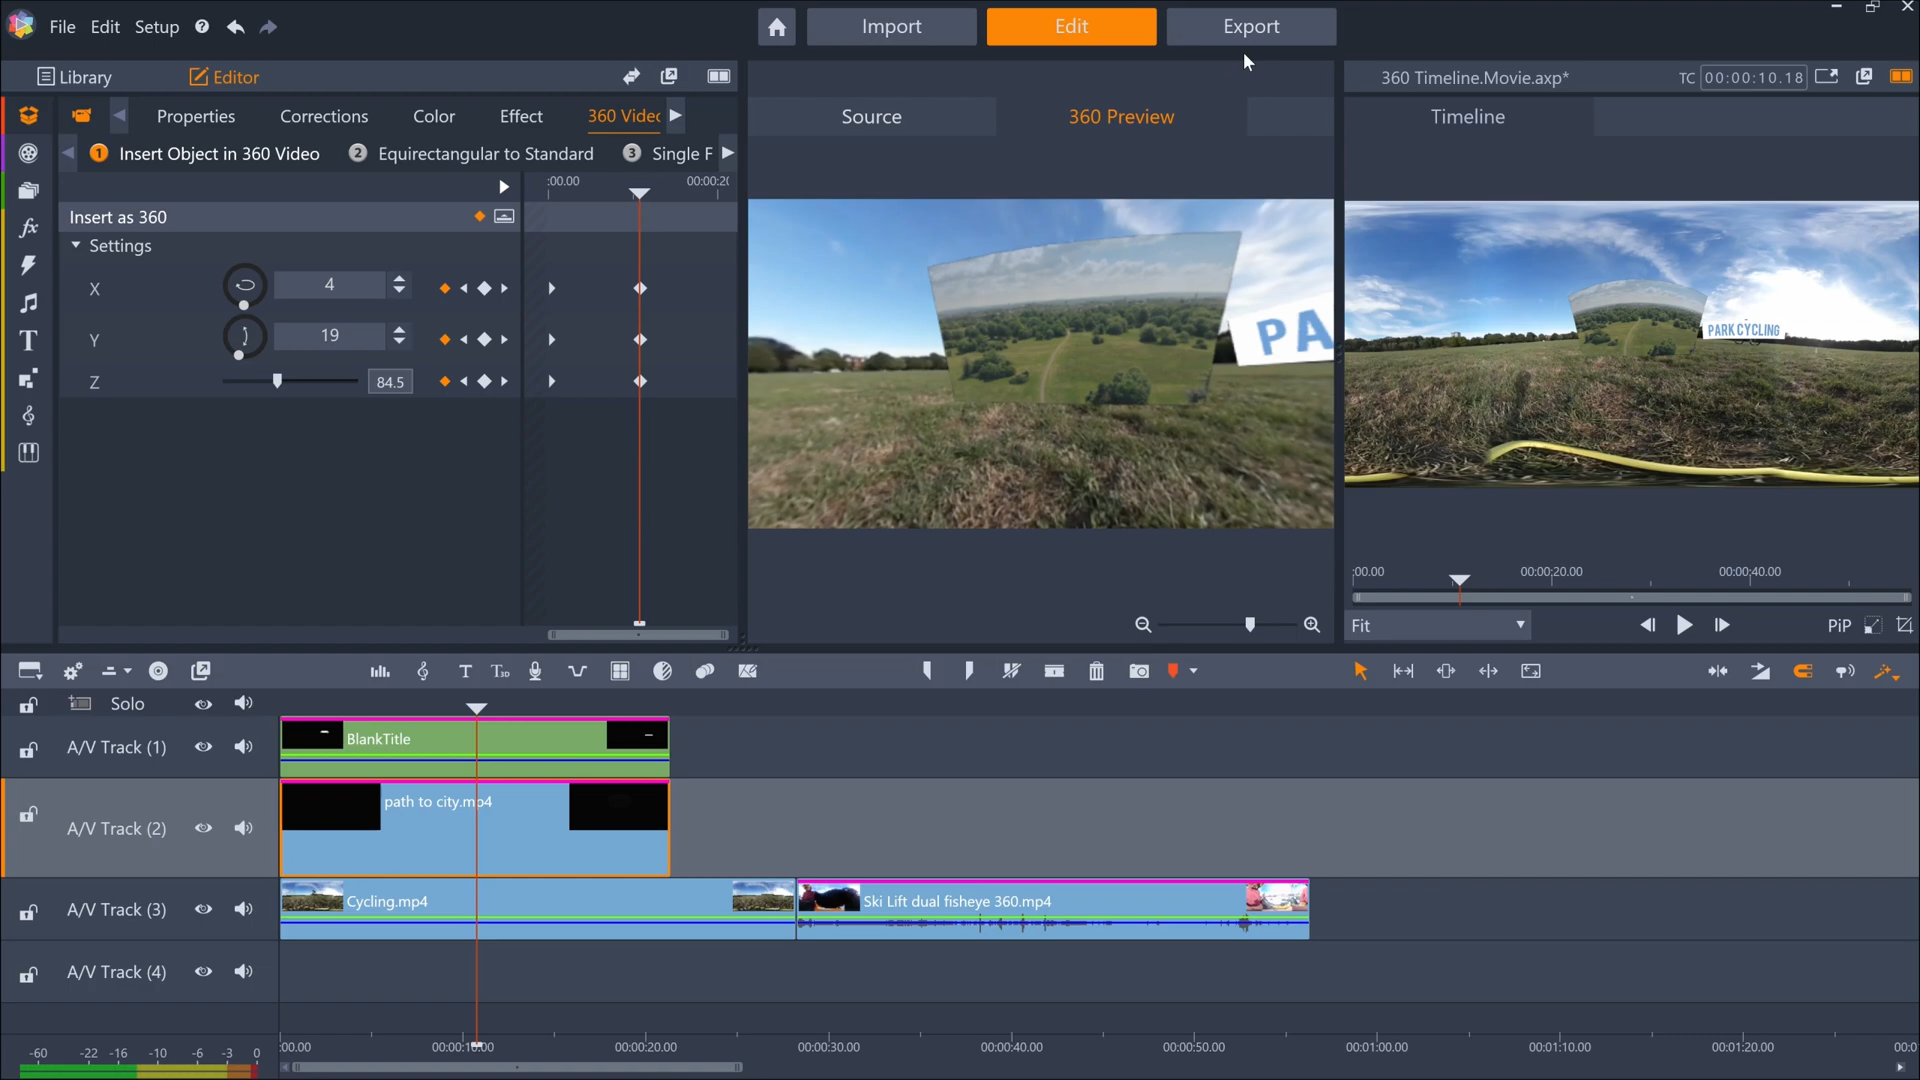 File Edit Setup
Import Edit Export
Library Editor
360 Timeline.Movie.axp* TC 00:00:10.18
Properties Corrections Color Effect 360 Videc
Source 360 Preview Timeline
1 Insert Object in 360 Video 2 Equirectangular to Standard 3 Single F
:00.00 00:00:2(
Insert as 360
Settings
X 4
Y 19
Z 84.5
PA
PARK CYCLING
:00.00 00:00:20.00 00:00:40.00
Fit PiP
Solo
A/V Track (1) BlankTitle
A/V Track (2) path to city.mp4
A/V Track (3) Cycling.mp4 Ski Lift dual fisheye 360.mp4
A/V Track (4)
-60 -22 -16 -10 -6 -3 0
:00.00 00:00:10.00 00:00:20.00 00:00:30.00 00:00:40.00 00:00:50.00 00:01:00.00 00:01:10.00 00:01:20.00 00:0